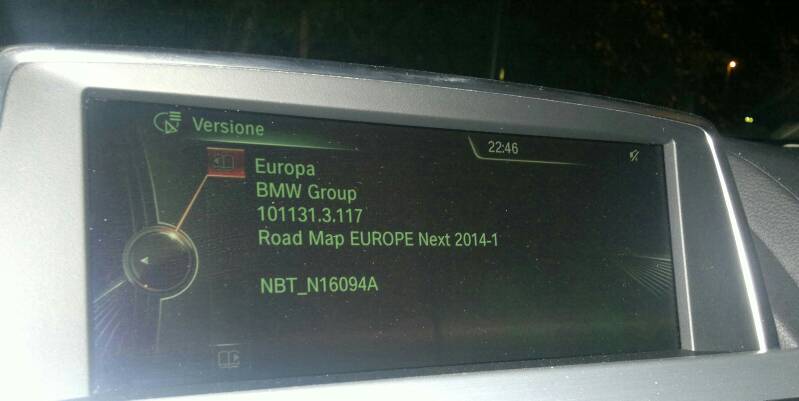 Versione
22:46
Europa
BMW Group
101131.3.117
Road Map EUROPE Next 2014-1
NBT_N16094A